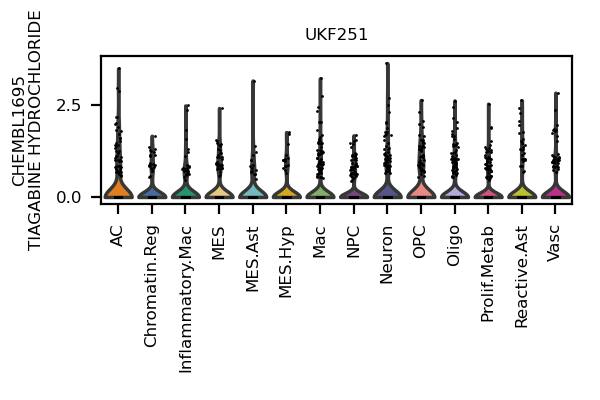 UKF251
CHEMBL1695
TIAGABINE HYDROCHLORIDE
2.5
0.0
AC
Chromatin.Reg
Inflammatory.Mac
MES
MES.Ast
MES.Hyp
Mac
NPC
Neuron
OPC
Oligo
Prolif.Metab
Reactive.Ast
Vasc